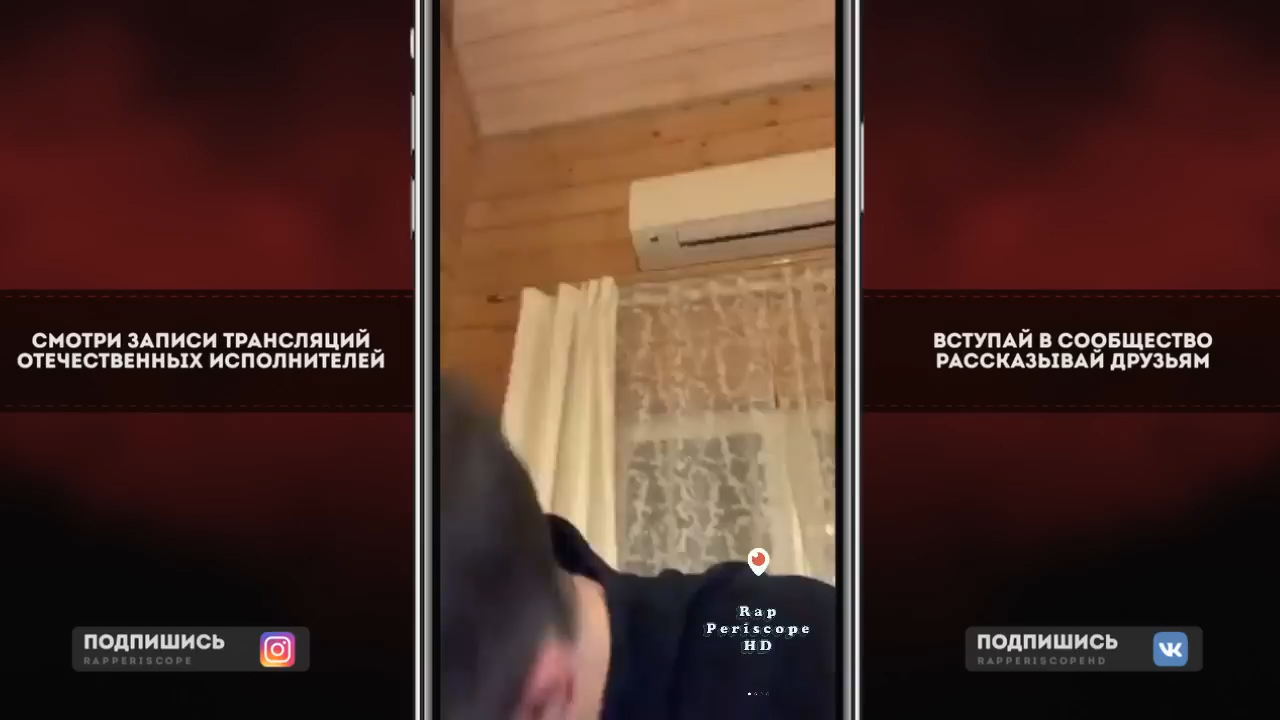 СМОТРИ ЗАПИСИ ТРАНСЛЯЦИЙ
ОТЕЧЕСТВЕННЫХ ИСПОЛНИТЕЛЕЙ
ВСТУПАЙ В СООБЩЕСТВО
РАССКАЗЫВАЙ ДРУЗЬЯМ
Rap
Periscope
HD
ПОДПИШИСЬ
RAPPERISCOPE
ПОДПИШИСЬ
RAPPERISCOPEHD